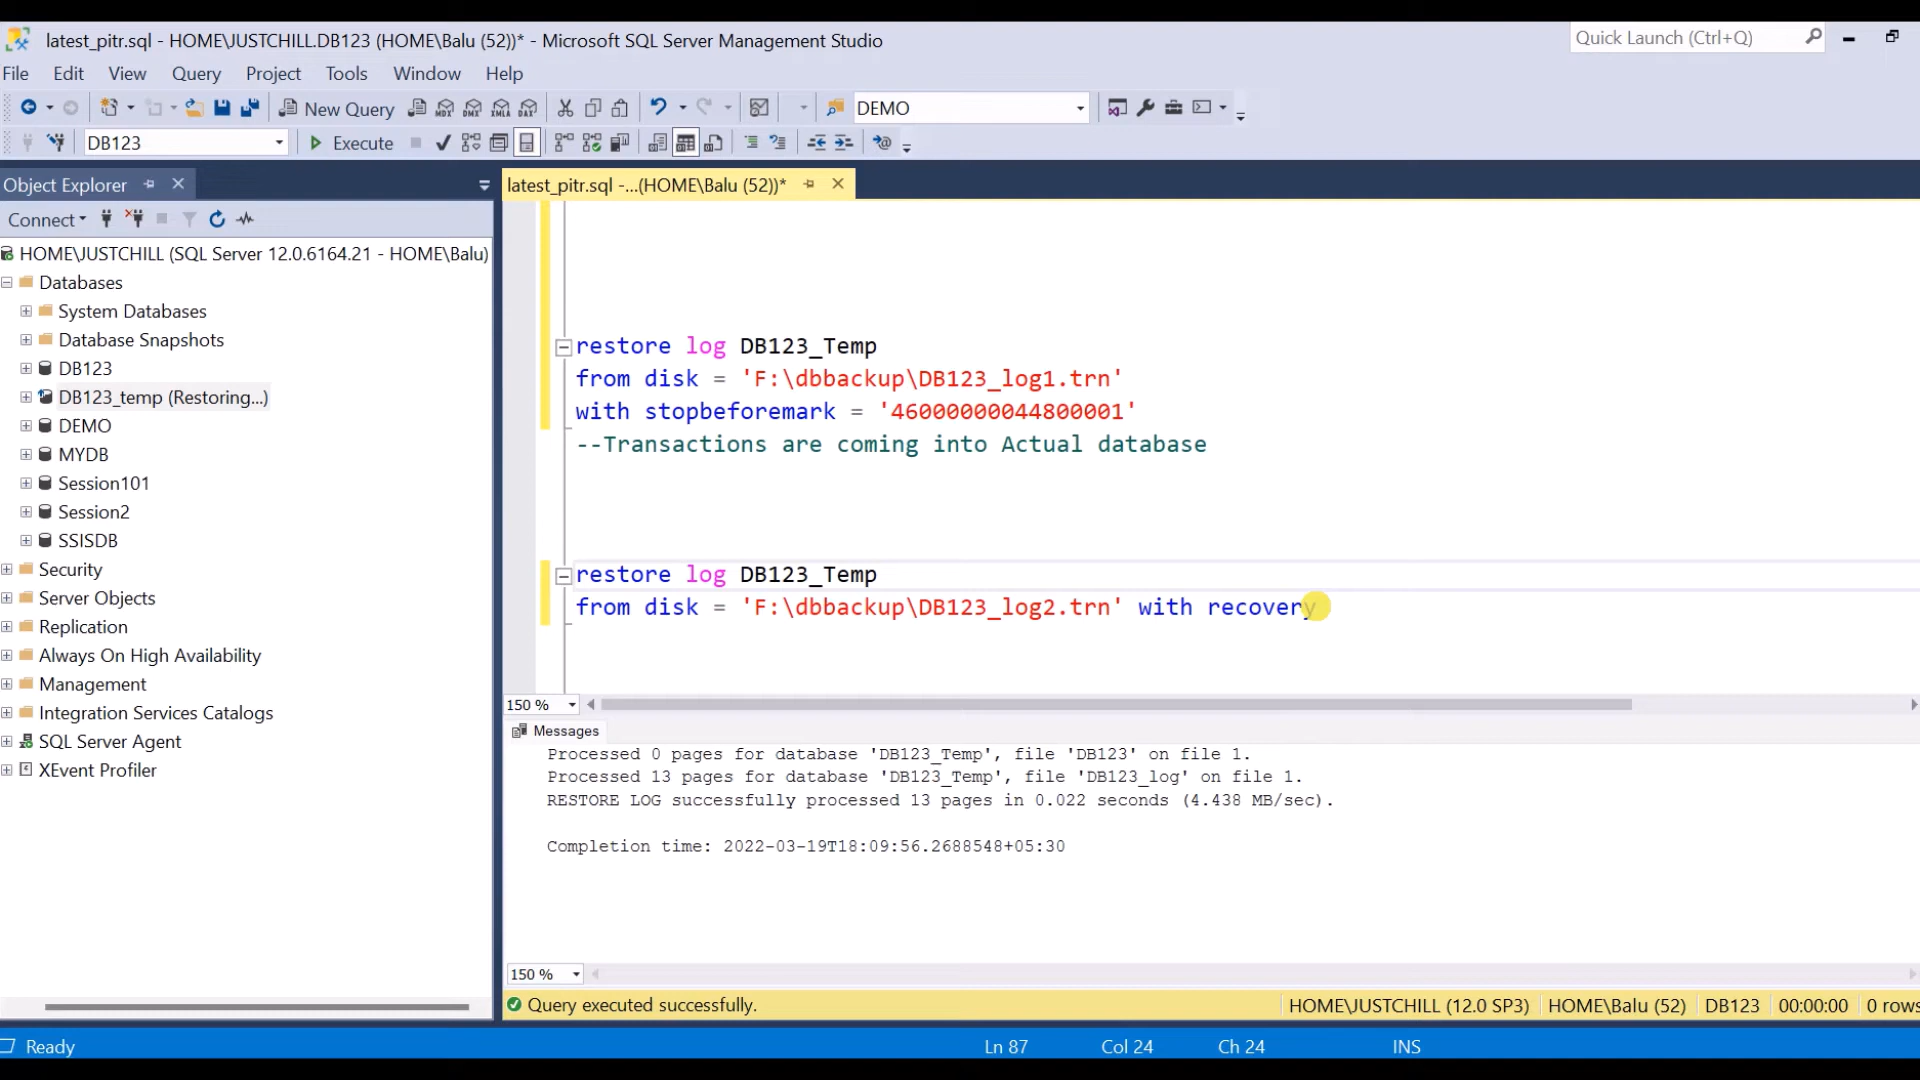 latest_pitr.sql - HOME\JUSTCHILL.DB123 (HOME\Balu (52))* - Microsoft SQL Server Management Studio
Quick Launch (Ctrl+Q)
File Edit View Query Project Tools Window Help
New Query
DEMO
DB123
Execute
Object Explorer
latest_pitr.sql -...(HOME\Balu (52))*
Connect
HOME\JUSTCHILL (SQL Server 12.0.6164.21 - HOME\Balu)
Databases
System Databases
Database Snapshots
DB123
DB123_temp (Restoring...)
DEMO
MYDB
Session101
Session2
SSISDB
Security
Server Objects
Replication
Always On High Availability
Management
Integration Services Catalogs
SQL Server Agent
XEvent Profiler
restore log DB123_Temp
from disk = 'F:\dbbackup\DB123_log1.trn'
with stopbeforemark = '46000000044800001'
--Transactions are coming into Actual database
restore log DB123_Temp
from disk = 'F:\dbbackup\DB123_log2.trn' with recovery
150 %
Messages
Processed 0 pages for database 'DB123_Temp', file 'DB123' on file 1.
Processed 13 pages for database 'DB123_Temp', file 'DB123_log' on file 1.
RESTORE LOG successfully processed 13 pages in 0.022 seconds (4.438 MB/sec).
Completion time: 2022-03-19T18:09:56.2688548+05:30
150 %
Query executed successfully.
HOME\JUSTCHILL (12.0 SP3) HOME\Balu (52) DB123 00:00:00 0 rows
Ready
Ln 87 Col 24 Ch 24 INS